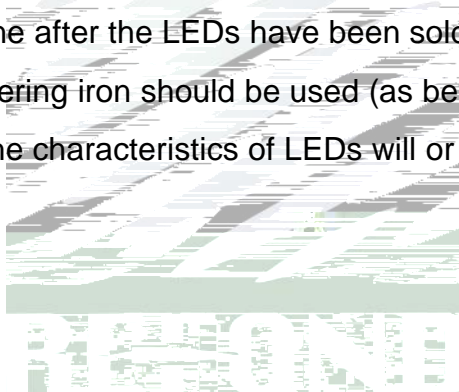 ne after the LEDs have been sold
ering iron should be used (as be
ne characteristics of LEDs will or